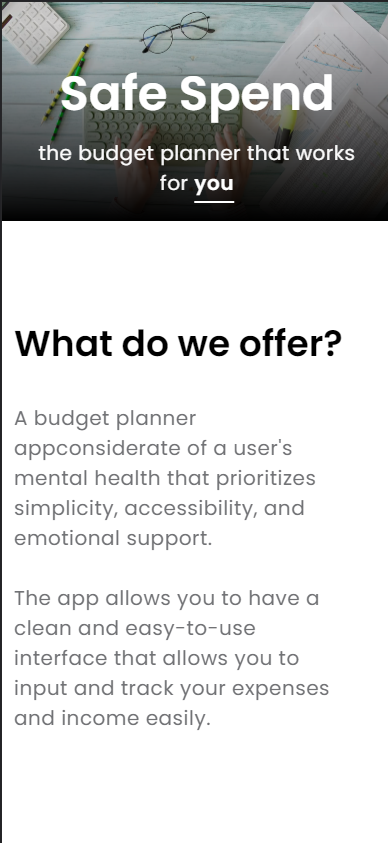 Safe Spend
the budget planner that works
for you
What do we offer?
A budget planner
appconsiderate of a user's
mental health that prioritizes
simplicity, accessibility, and
emotional support.
The app allows you to have a
clean and easy-to-use
interface that allows you to
input and track your expenses
and income easily.